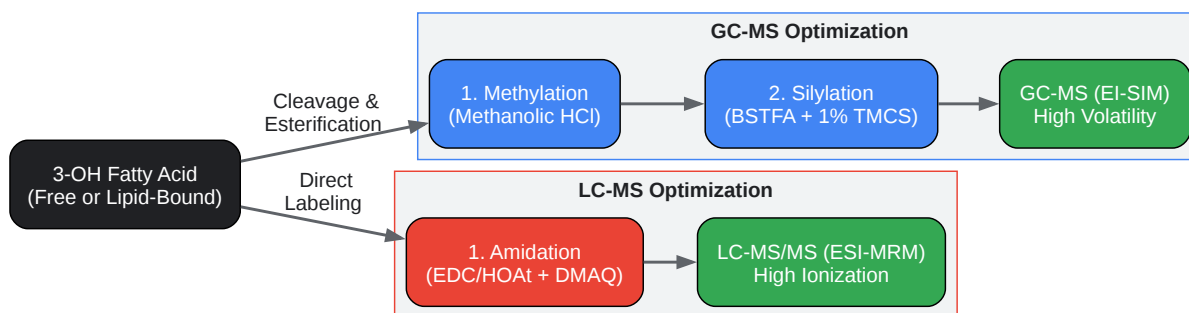 GC-MS Optimization
1. Methylation
(Methanolic HCl)
2. Silylation
(BSTFA + 1% TMCS)
GC-MS (EI-SIM)
High Volatility
Cleavage &
Esterification
3-OH Fatty Acid
(Free or Lipid-Bound)
Direct
Labeling
LC-MS Optimization
1. Amidation
(EDC/HOAt + DMAQ)
LC-MS/MS (ESI-MRM)
High Ionization